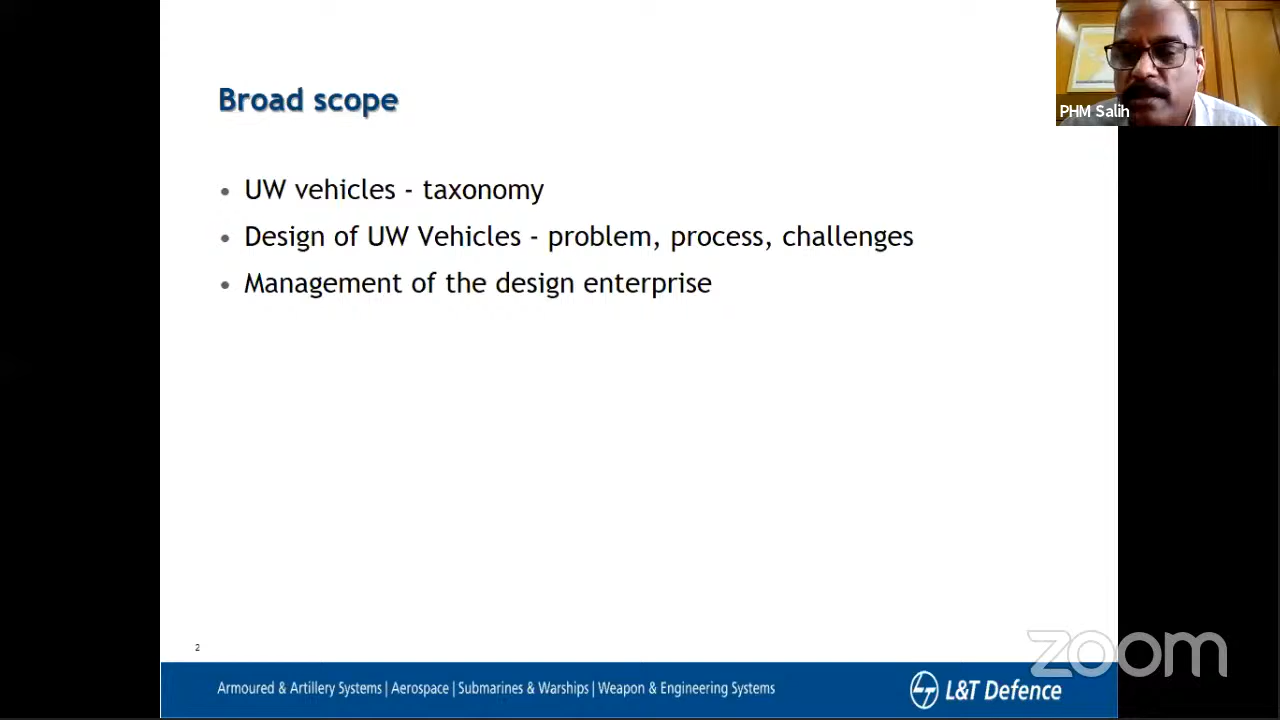 Broad scope
PHM Salih
• UW vehicles - taxonomy
• Design of UW Vehicles - problem, process, challenges
• Management of the design enterprise
2
zoom
Armoured & Artillery Systems | Aerospace | Submarines & Warships | Weapon & Engineering Systems
L&T Defence